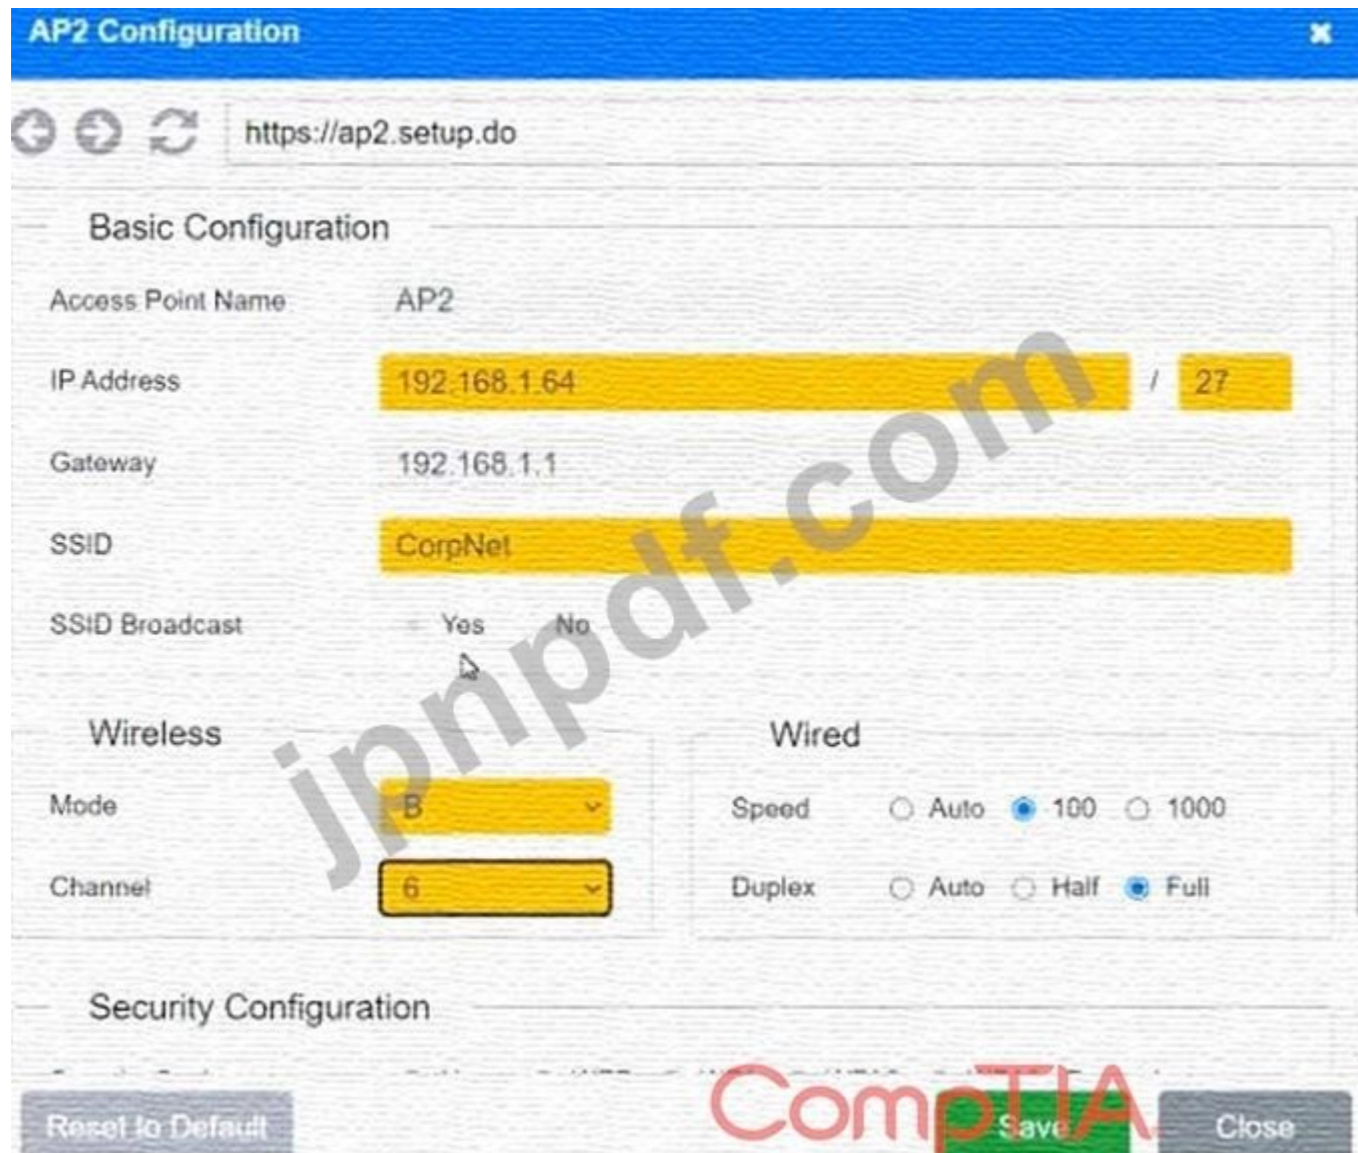 AP2 Configuration
https://ap2.setup.do
Basic Configuration
Access Point Name AP2
IP Address 192.168.1.64 / 27
Gateway 192.168.1.1
SSID CorpNet
SSID Broadcast Yes No
Wireless Wired
Mode B Speed Auto 100 1000
Channel 6 Duplex Auto Half Full
Security Configuration
Reset to Default Save Close
CompTIA
jpnpdf.com